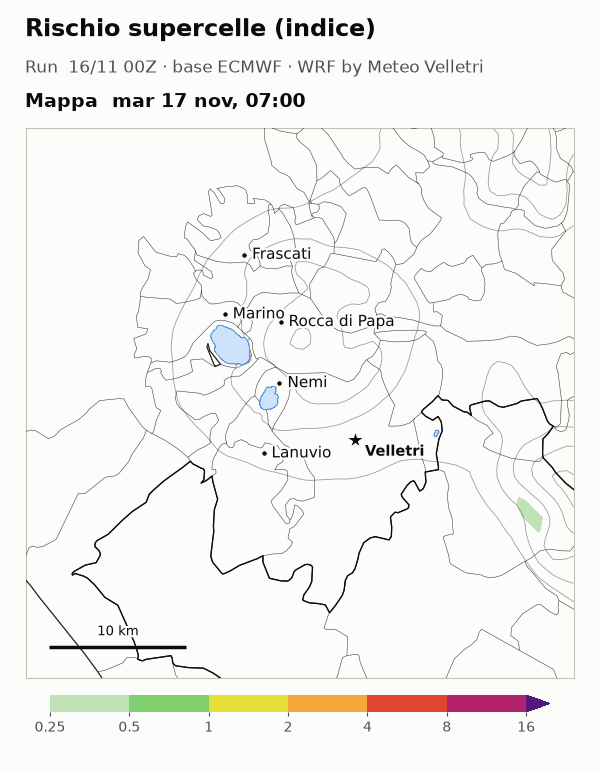 Rischio supercelle (indice)
Run  16/11 00Z · base ECMWF · WRF by Meteo Velletri
Mappa  mar 17 nov, 07:00
Frascati
Marino
Rocca di Papa
Nemi
Lanuvio
Velletri
10 km
0.25 0.5 1 2 4 8 16